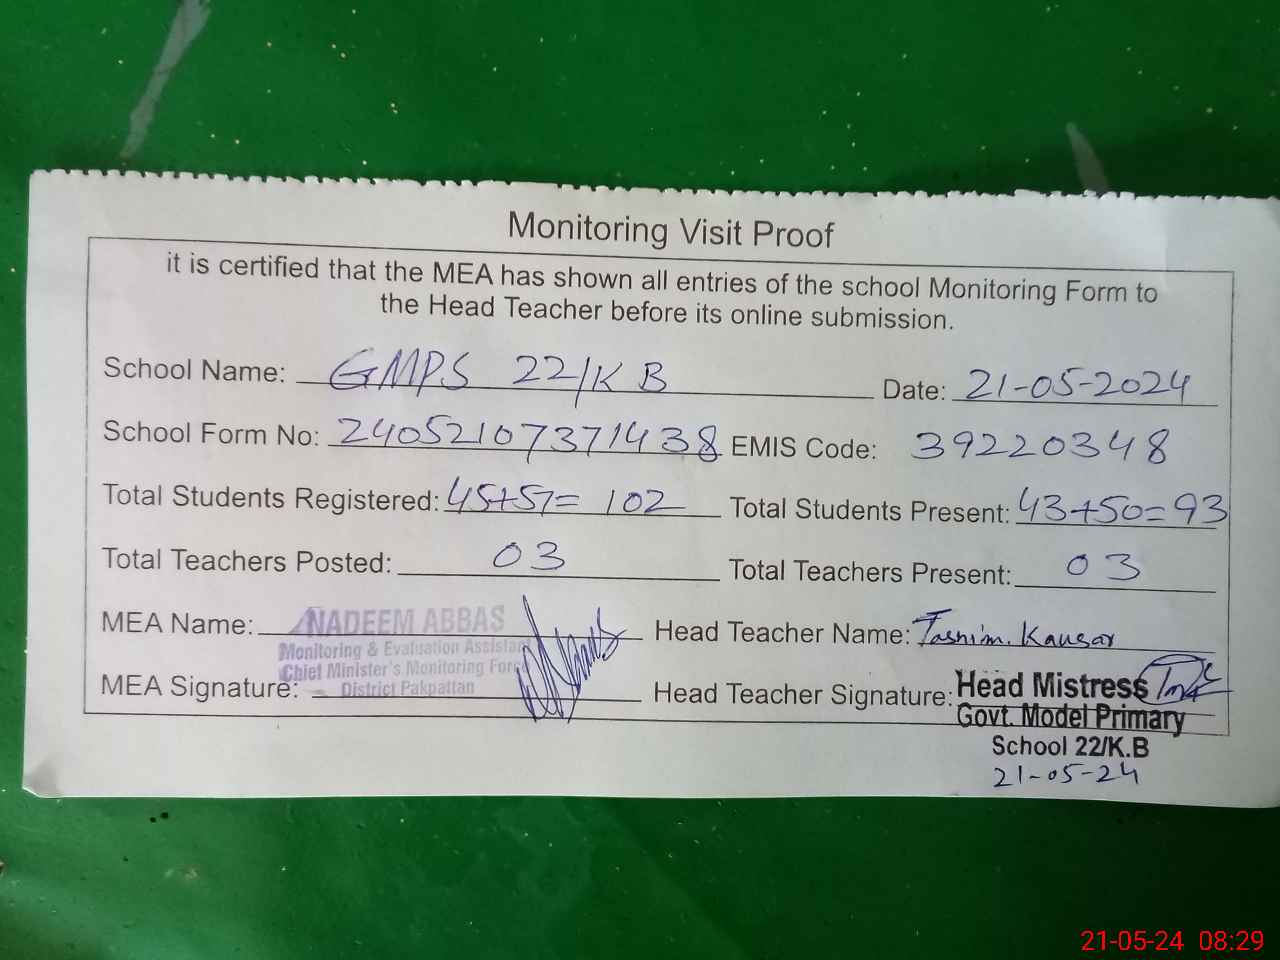 Monitoring Visit Proof
it is certified that the MEA has shown all entries of the school Monitoring Form to
the Head Teacher before its online submission.
School Name: GMPS 22/K B Date: 21-05-2024
School Form No: 24052107371438 EMIS Code: 39220348
Total Students Registered: 45+57= 102 Total Students Present: 43+50=93
Total Teachers Posted: 03 Total Teachers Present: 03
MEA Name: NADEEM ABBAS Head Teacher Name: Tasnim. Kausar
Monitoring & Evaluation Assistant
Chief Minister's Monitoring Force
MEA Signature: District Pakpattan Head Teacher Signature: Head Mistress
Govt. Model Primary
School 22/K.B
21-05-24
21-05-24 08:29